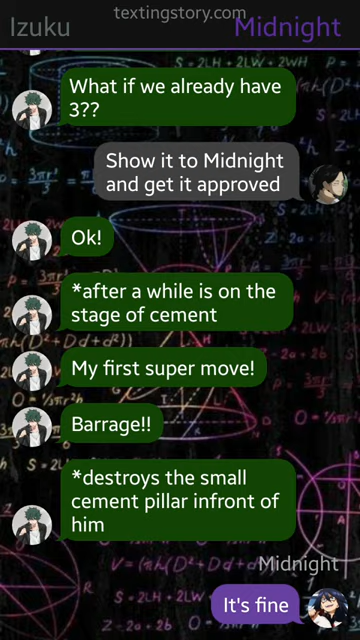 textingstory.com
Izuku
Midnight
What if we already have
3??
Show it to Midnight
and get it approved
Ok!
*after a while is on the
stage of cement
My first super move!
Barrage!!
*destroys the small
cement pillar infront of
him
Midnight
It's fine